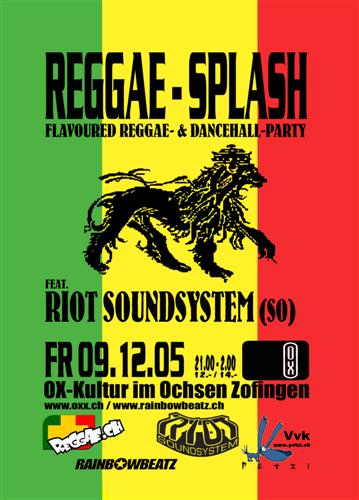 REGGAE - SPLASH
FLAVOURED REGGAE- & DANCEHALL-PARTY
FEAT.
RIOT SOUNDSYSTEM (SO)
FR 09.12.05 21.00-2.00
12.- / 14.-
OX
OX-Kultur im Ochsen Zofingen
www.oxx.ch / www.rainbowbeatz.ch
REGGAE.CH
RIOT
SOUNDSYSTEM
Vvk
www.petzi.ch
PETZI
RAINBOWBEATZ